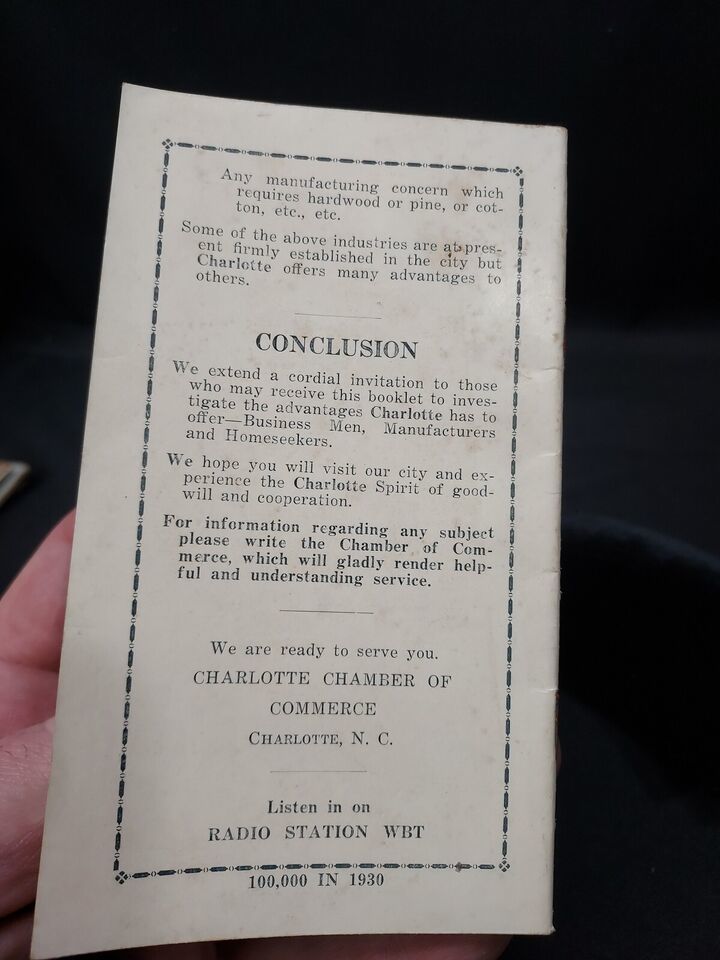 Any manufacturing concern which
requires hardwood or pine, or cot-
ton, etc., etc.
Some of the above industries are at pres-
ent firmly established in the city but
Charlotte offers many advantages to
others.
CONCLUSION
We extend a cordial invitation to those
who may receive this booklet to inves-
tigate the advantages Charlotte has to
offer—Business Men, Manufacturers
and Homeseekers.
We hope you will visit our city and ex-
perience the Charlotte Spirit of good-
will and cooperation.
For information regarding any subject
please write the Chamber of Com-
merce, which will gladly render help-
ful and understanding service.
We are ready to serve you.
CHARLOTTE CHAMBER OF
COMMERCE
CHARLOTTE, N. C.
Listen in on
RADIO STATION WBT
100,000 IN 1930